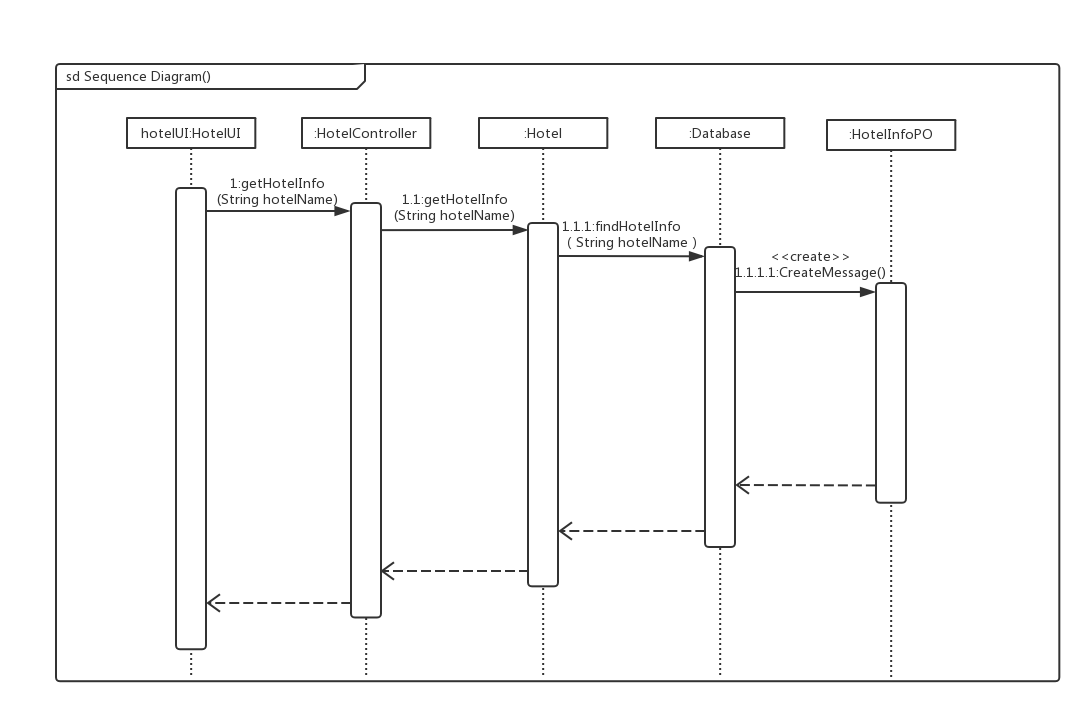 sd Sequence Diagram()
hotelUI:HotelUI
:HotelController
:Hotel
:Database
:HotelInfoPO
1:getHotelInfo
(String hotelName)
1.1:getHotelInfo
(String hotelName)
1.1.1:findHotelInfo
( String hotelName )
<<create>>
1.1.1.1:CreateMessage()